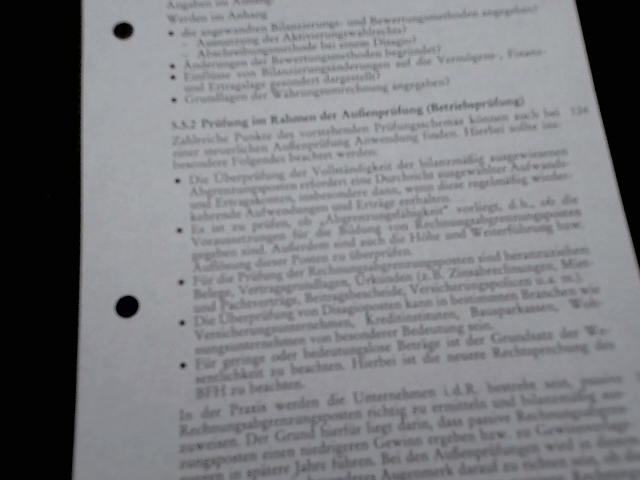 Angaben im Anhang
Werden im Anhang
• die angewandten Bilanzierungs- und Bewertungsmethoden angegeben?
– Ausnutzung des Aktivierungswahlrechts?
– Abschreibungsmethode bei einem Disagio?
• Änderungen der Bewertungsmethoden begründet?
• Einflüsse von Bilanzierungsänderungen auf die Vermögens-, Finanz-
und Ertragslage gesondert dargestellt?
• Grundlagen der Währungsumrechnung angegeben?
5.5.2 Prüfung im Rahmen der Außenprüfung (Betriebsprüfung)
Zahlreiche Punkte des vorstehenden Prüfungsschemas können auch bei
einer steuerlichen Außenprüfung Anwendung finden. Hierbei sollte ins-
besondere Folgendes beachtet werden:
• Die Überprüfung der Vollständigkeit der bilanzmäßig ausgewiesenen
Abgrenzungsposten erfordert eine Durchsicht ausgewählter Aufwands-
und Ertragskonten, insbesondere dann, wenn diese regelmäßig wieder-
kehrende Aufwendungen und Erträge enthalten.
• Es ist zu prüfen, ob „Abgrenzungsfähigkeit" vorliegt, d.h., ob die
Voraussetzungen für die Bildung von Rechnungsabgrenzungsposten
gegeben sind. Außerdem sind auch die Höhe und Weiterführung bzw.
Auflösung dieser Posten zu überprüfen.
• Für die Prüfung der Rechnungsabgrenzungsposten sind heranzuziehen:
Belege, Vertragsgrundlagen, Urkunden (z.B. Zinsabrechnungen, Miet-
und Pachtverträge, Beitragsbescheide, Versicherungspolicen u.a.m.).
• Die Überprüfung von Disagioposten kann in bestimmten Branchen wie
Versicherungsunternehmen, Kreditinstituten, Bausparkassen, Woh-
nungsunternehmen von besonderer Bedeutung sein.
• Für geringe oder bedeutungslose Beträge ist der Grundsatz der We-
sentlichkeit zu beachten. Hierbei ist die neuere Rechtsprechung des
BFH zu beachten.
In der Praxis werden die Unternehmen i.d.R. bestrebt sein, passive
Rechnungsabgrenzungsposten richtig zu ermitteln und bilanzmäßig aus-
zuweisen. Der Grund hierfür liegt darin, dass passive Rechnungsabgren-
zungsposten einen niedrigeren Gewinn ergeben bzw. zu Gewinnverlage-
rungen in spätere Jahre führen. Bei den Außenprüfungen wird in diesem
besonderes Augenmerk darauf zu richten sein, ob